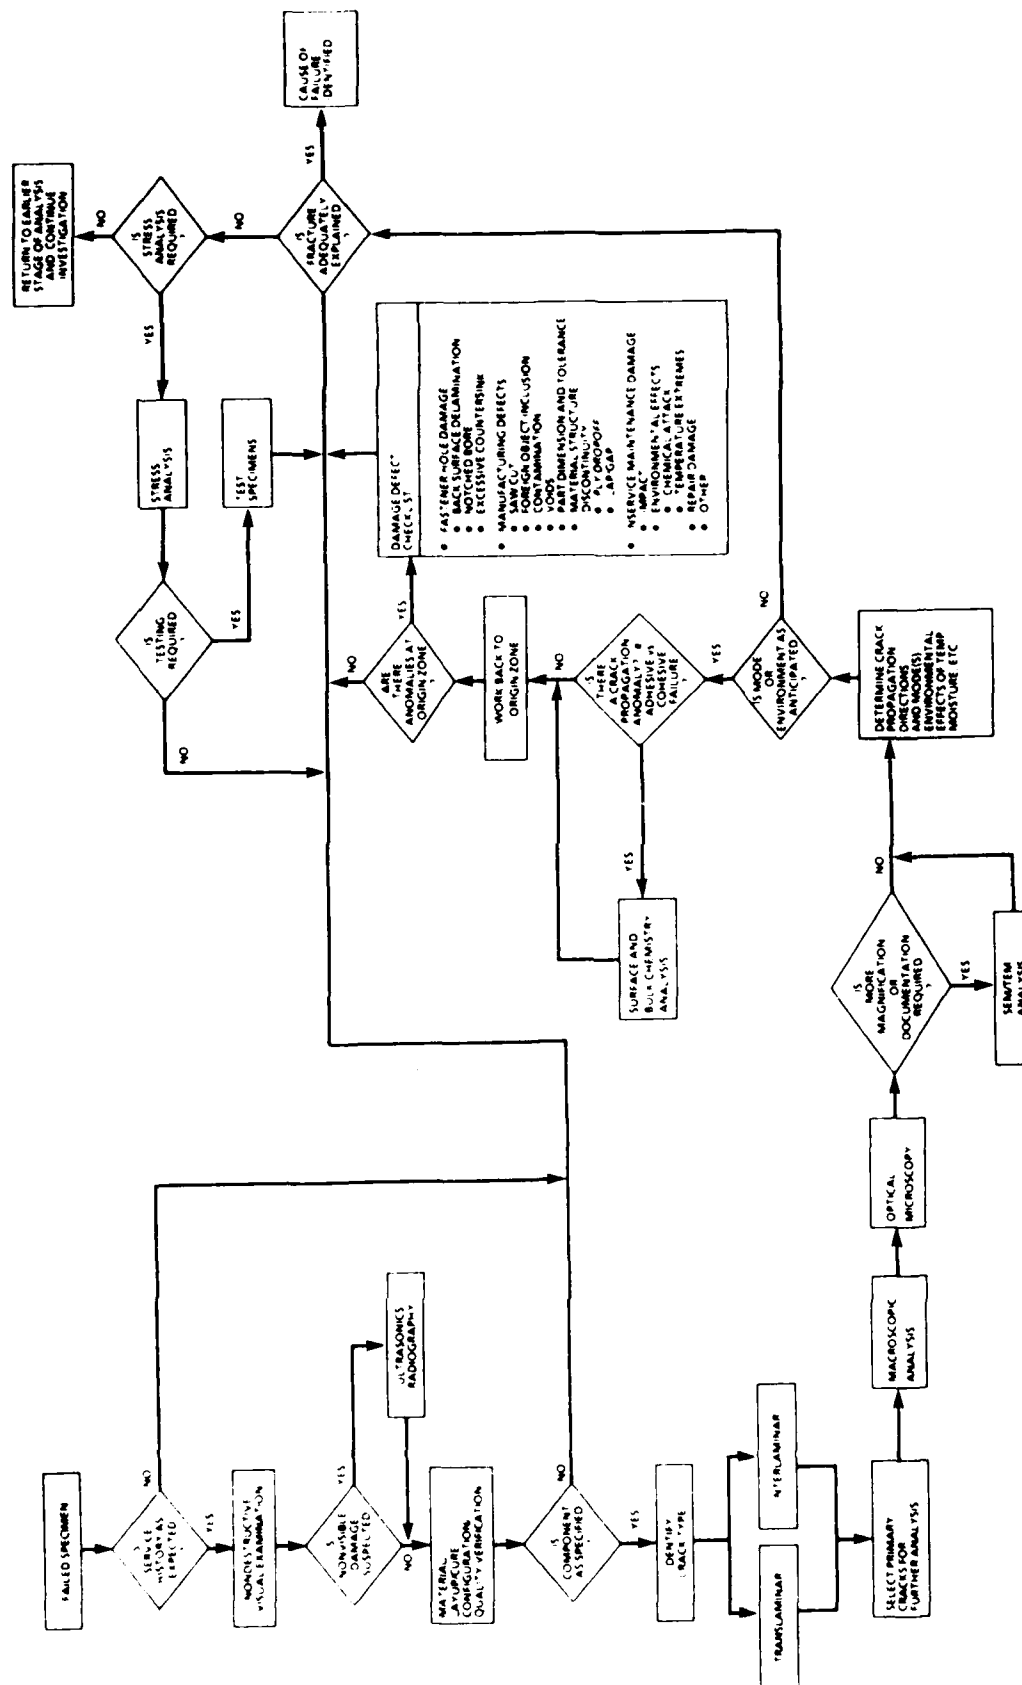 FAILED SPECIMEN
SERVICE
HISTORY AS
EXPECTED
NO
YES
NONDESTRUCTIVE
VISUAL EXAMINATION
IS
NONVISIBLE
DAMAGE
SUSPECTED
YES
NO
ULTRASONICS
RADIOGRAPHY
MATERIAL
LAYUP/CURE
CONFIGURATION
QUALITY VERIFICATION
IS
COMPONENT
AS SPECIFIED
?
NO
YES
IDENTIFY
CRACK TYPE
TRANSLAMINAR
INTERLAMINAR
SELECT PRIMARY
CRACKS FOR
FURTHER ANALYSIS
MACROSCOPIC
ANALYSIS
OPTICAL
MICROSCOPY
IS
MORE
MAGNIFICATION
OR
DOCUMENTATION
REQUIRED
?
NO
YES
SEM/TEM
ANALYSIS
DETERMINE CRACK
PROPAGATION
DIRECTIONS
AND MODE(S)
ENVIRONMENTAL
EFFECTS OF TEMP
MOISTURE ETC
IS MODE
OR
ENVIRONMENT AS
ANTICIPATED
?
NO
YES
IS
THERE
A CRACK
PROPAGATION
ADHESIVE VS
COHESIVE
FAILURE
?
YES
NO
SURFACE AND
BULK CHEMISTRY
ANALYSIS
WORK BACK TO
ORIGIN ZONE
ARE
THERE
ANOMALIES AT
ORIGIN ZONE
?
NO
YES
DAMAGE DEFECT
CHECKLIST
• FASTENER HOLE DAMAGE
• BACK SURFACE DELAMINATION
• NOTCHED BORE
• EXCESSIVE COUNTERSINK
• MANUFACTURING DEFECTS
• SAW CUT
• FOREIGN OBJECT INCLUSION
• CONTAMINATION
• VOIDS
• PART DIMENSION AND TOLERANCE
• MATERIAL STRUCTURE
DISCONTINUITY
• PLY DROPOFF
• LAP/GAP
• INSERVICE MAINTENANCE DAMAGE
• IMPACT
• ENVIRONMENTAL EFFECTS
• CHEMICAL ATTACK
• TEMPERATURE EXTREMES
• REPAIR DAMAGE
• OTHER
IS
FRACTURE
ADEQUATELY
EXPLAINED
YES
NO
CAUSE OF
FAILURE
IDENTIFIED
IS
STRESS
ANALYSIS
REQUIRED
?
NO
YES
RETURN TO EARLIER
STAGE OF ANALYSIS
AND CONTINUE
INVESTIGATION
STRESS
ANALYSIS
IS
TESTING
REQUIRED
?
NO
YES
TEST
SPECIMENS